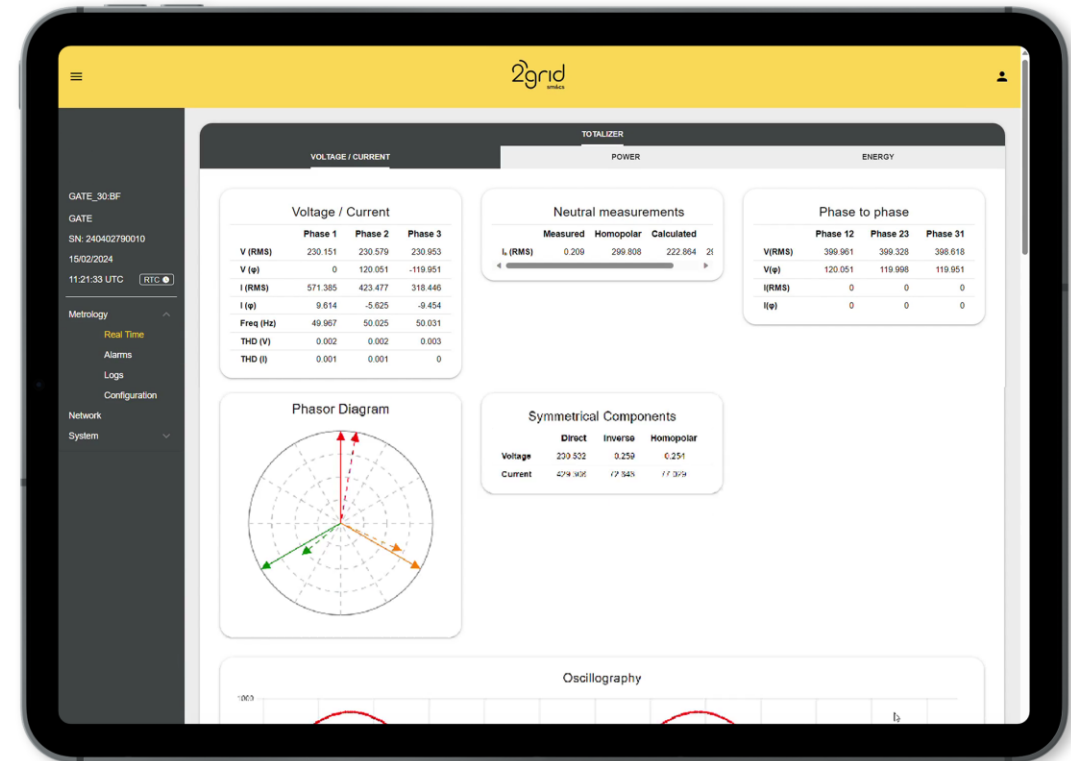 2grid
smács
TOTALIZER
VOLTAGE / CURRENT POWER ENERGY
GATE_30:BF
GATE
SN: 240402790010
15/02/2024
11:21:33 UTC RTC
Metrology
Real Time
Alarms
Logs
Configuration
Network
System
Voltage / Current
Phase 1 Phase 2 Phase 3
V (RMS) 230.151 230.579 230.953
V (φ) 0 120.051 -119.951
I (RMS) 571.385 423.477 318.446
I (φ) 9.614 -5.625 -9.454
Freq (Hz) 49.967 50.025 50.031
THD (V) 0.002 0.002 0.003
THD (I) 0.001 0.001 0
Neutral measurements
Measured Homopolar Calculated
Iₙ (RMS) 0.209 299.808 222.864
Phase to phase
Phase 12 Phase 23 Phase 31
V(RMS) 399.961 399.328 398.618
V(φ) 120.051 119.998 119.951
I(RMS) 0 0 0
I(φ) 0 0 0
Phasor Diagram
Symmetrical Components
Direct Inverse Homopolar
Voltage 0.259 0.251
Current
Oscillography
1000